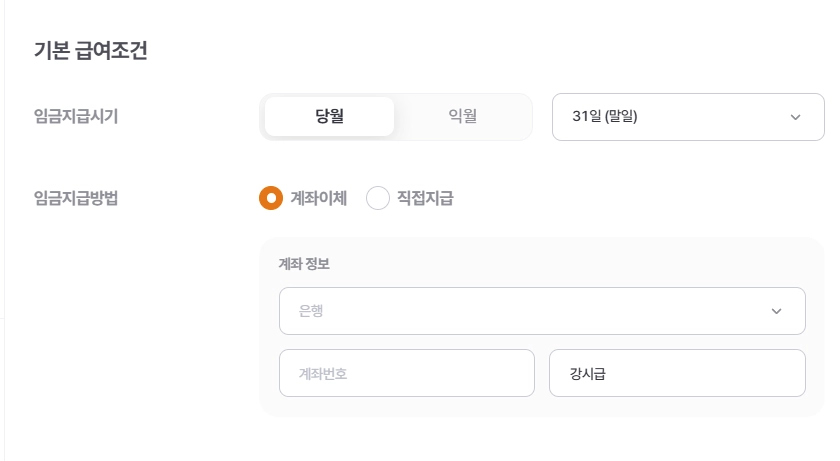 기본 급여조건
임금지급시기 당월 익월 31일 (말일)
임금지급방법 계좌이체 직접지급
계좌 정보
은행
계좌번호 강시급